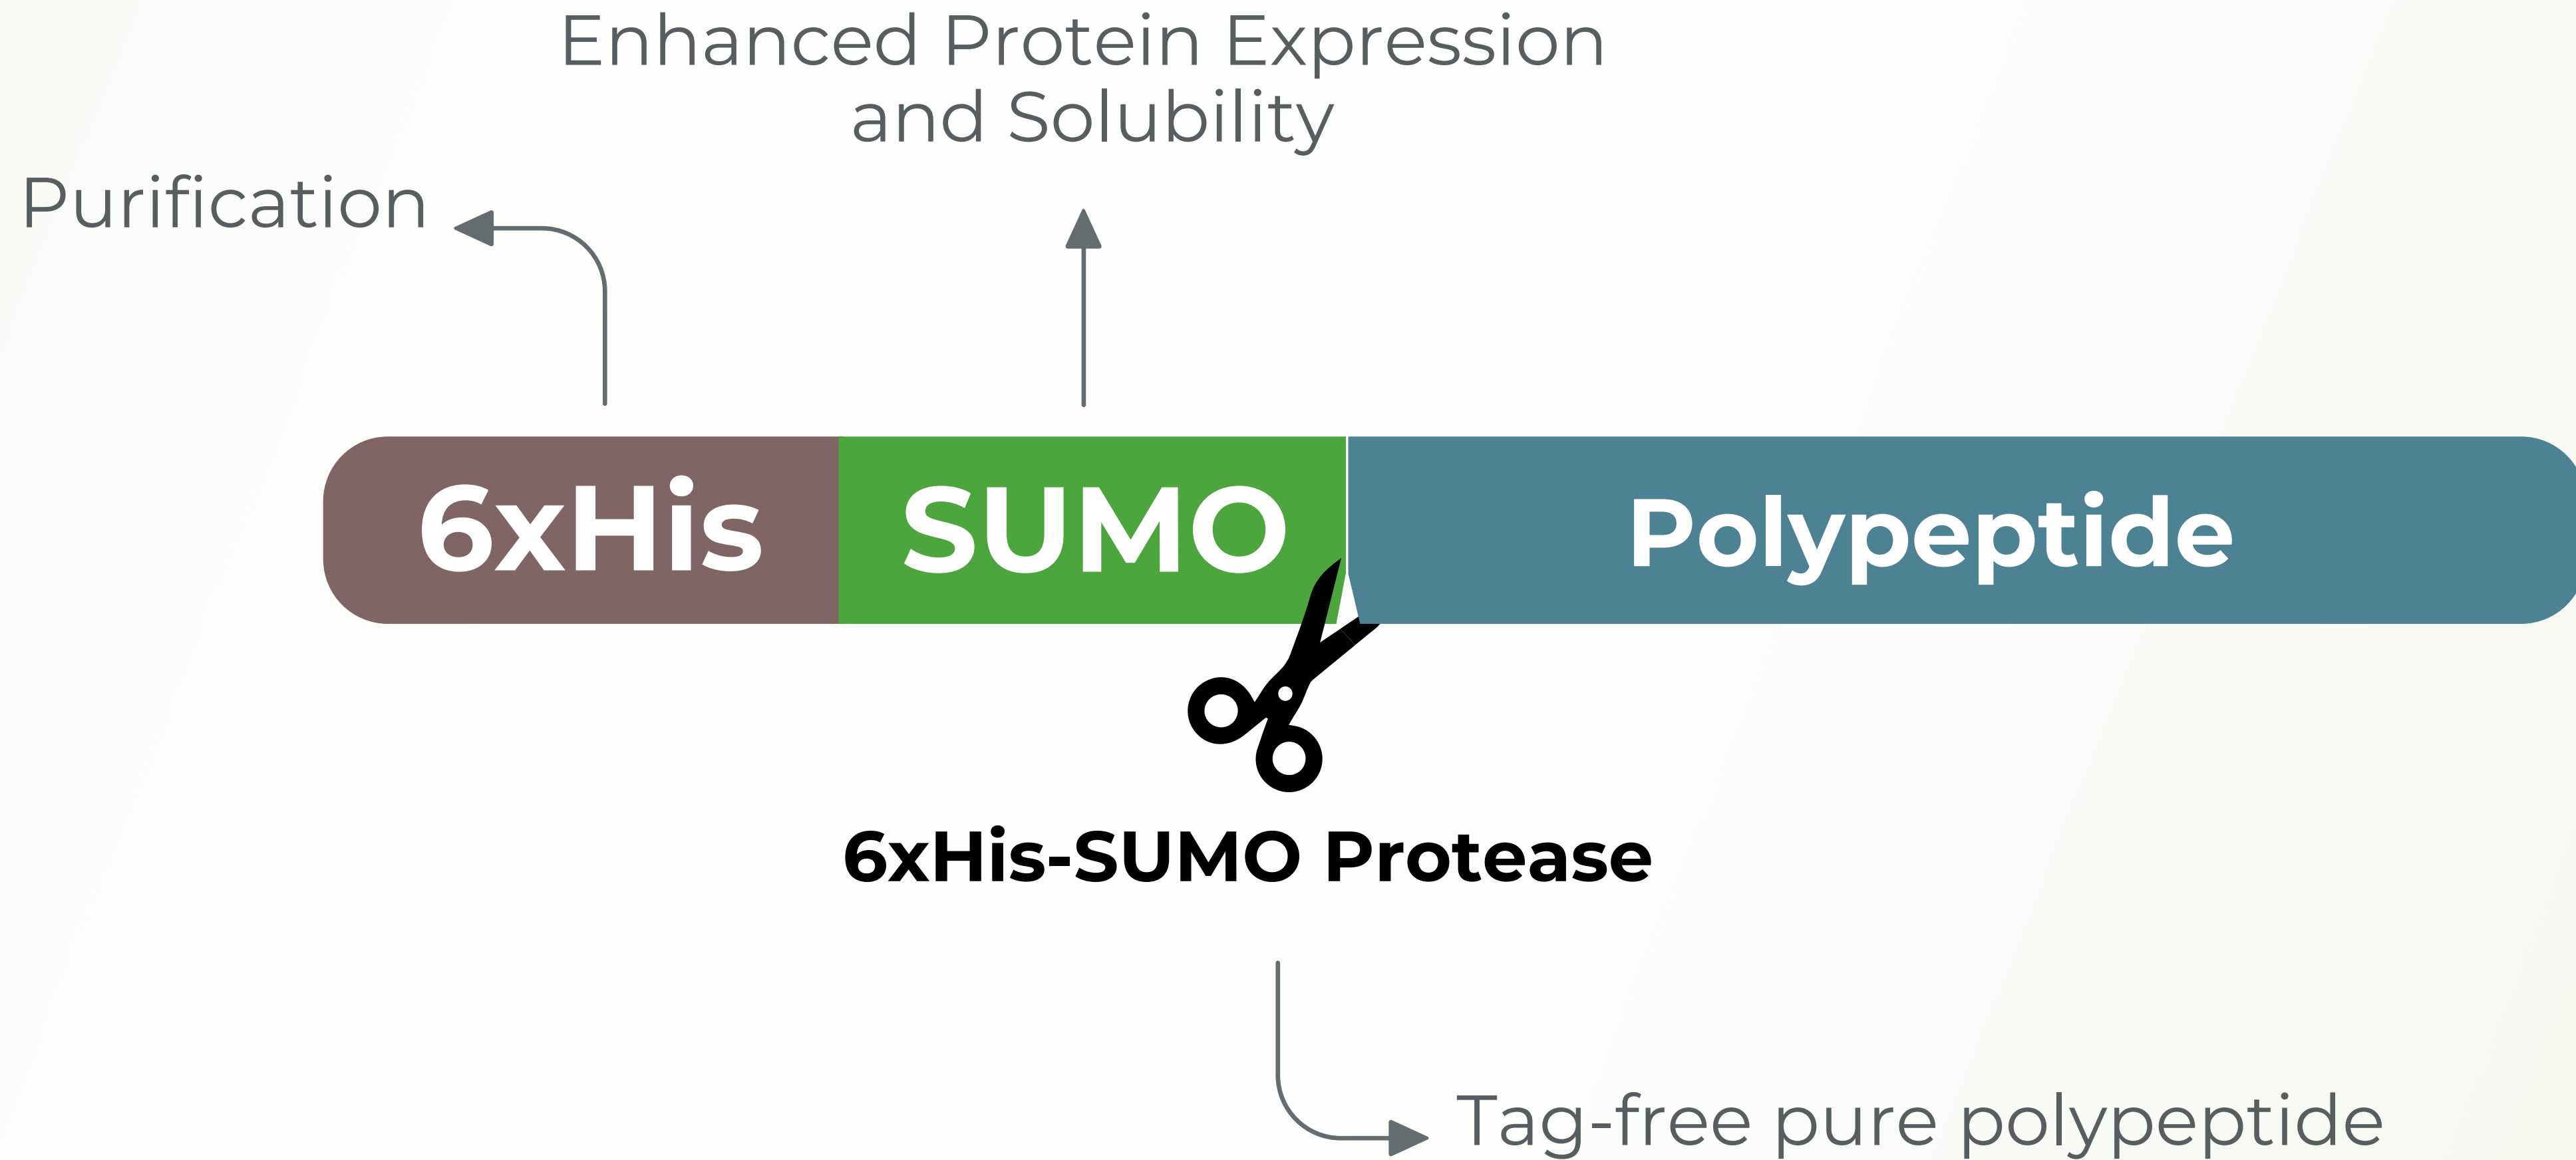 Enhanced Protein Expression
and Solubility
Purification
6xHis
SUMO
Polypeptide
6xHis-SUMO Protease
Tag-free pure polypeptide